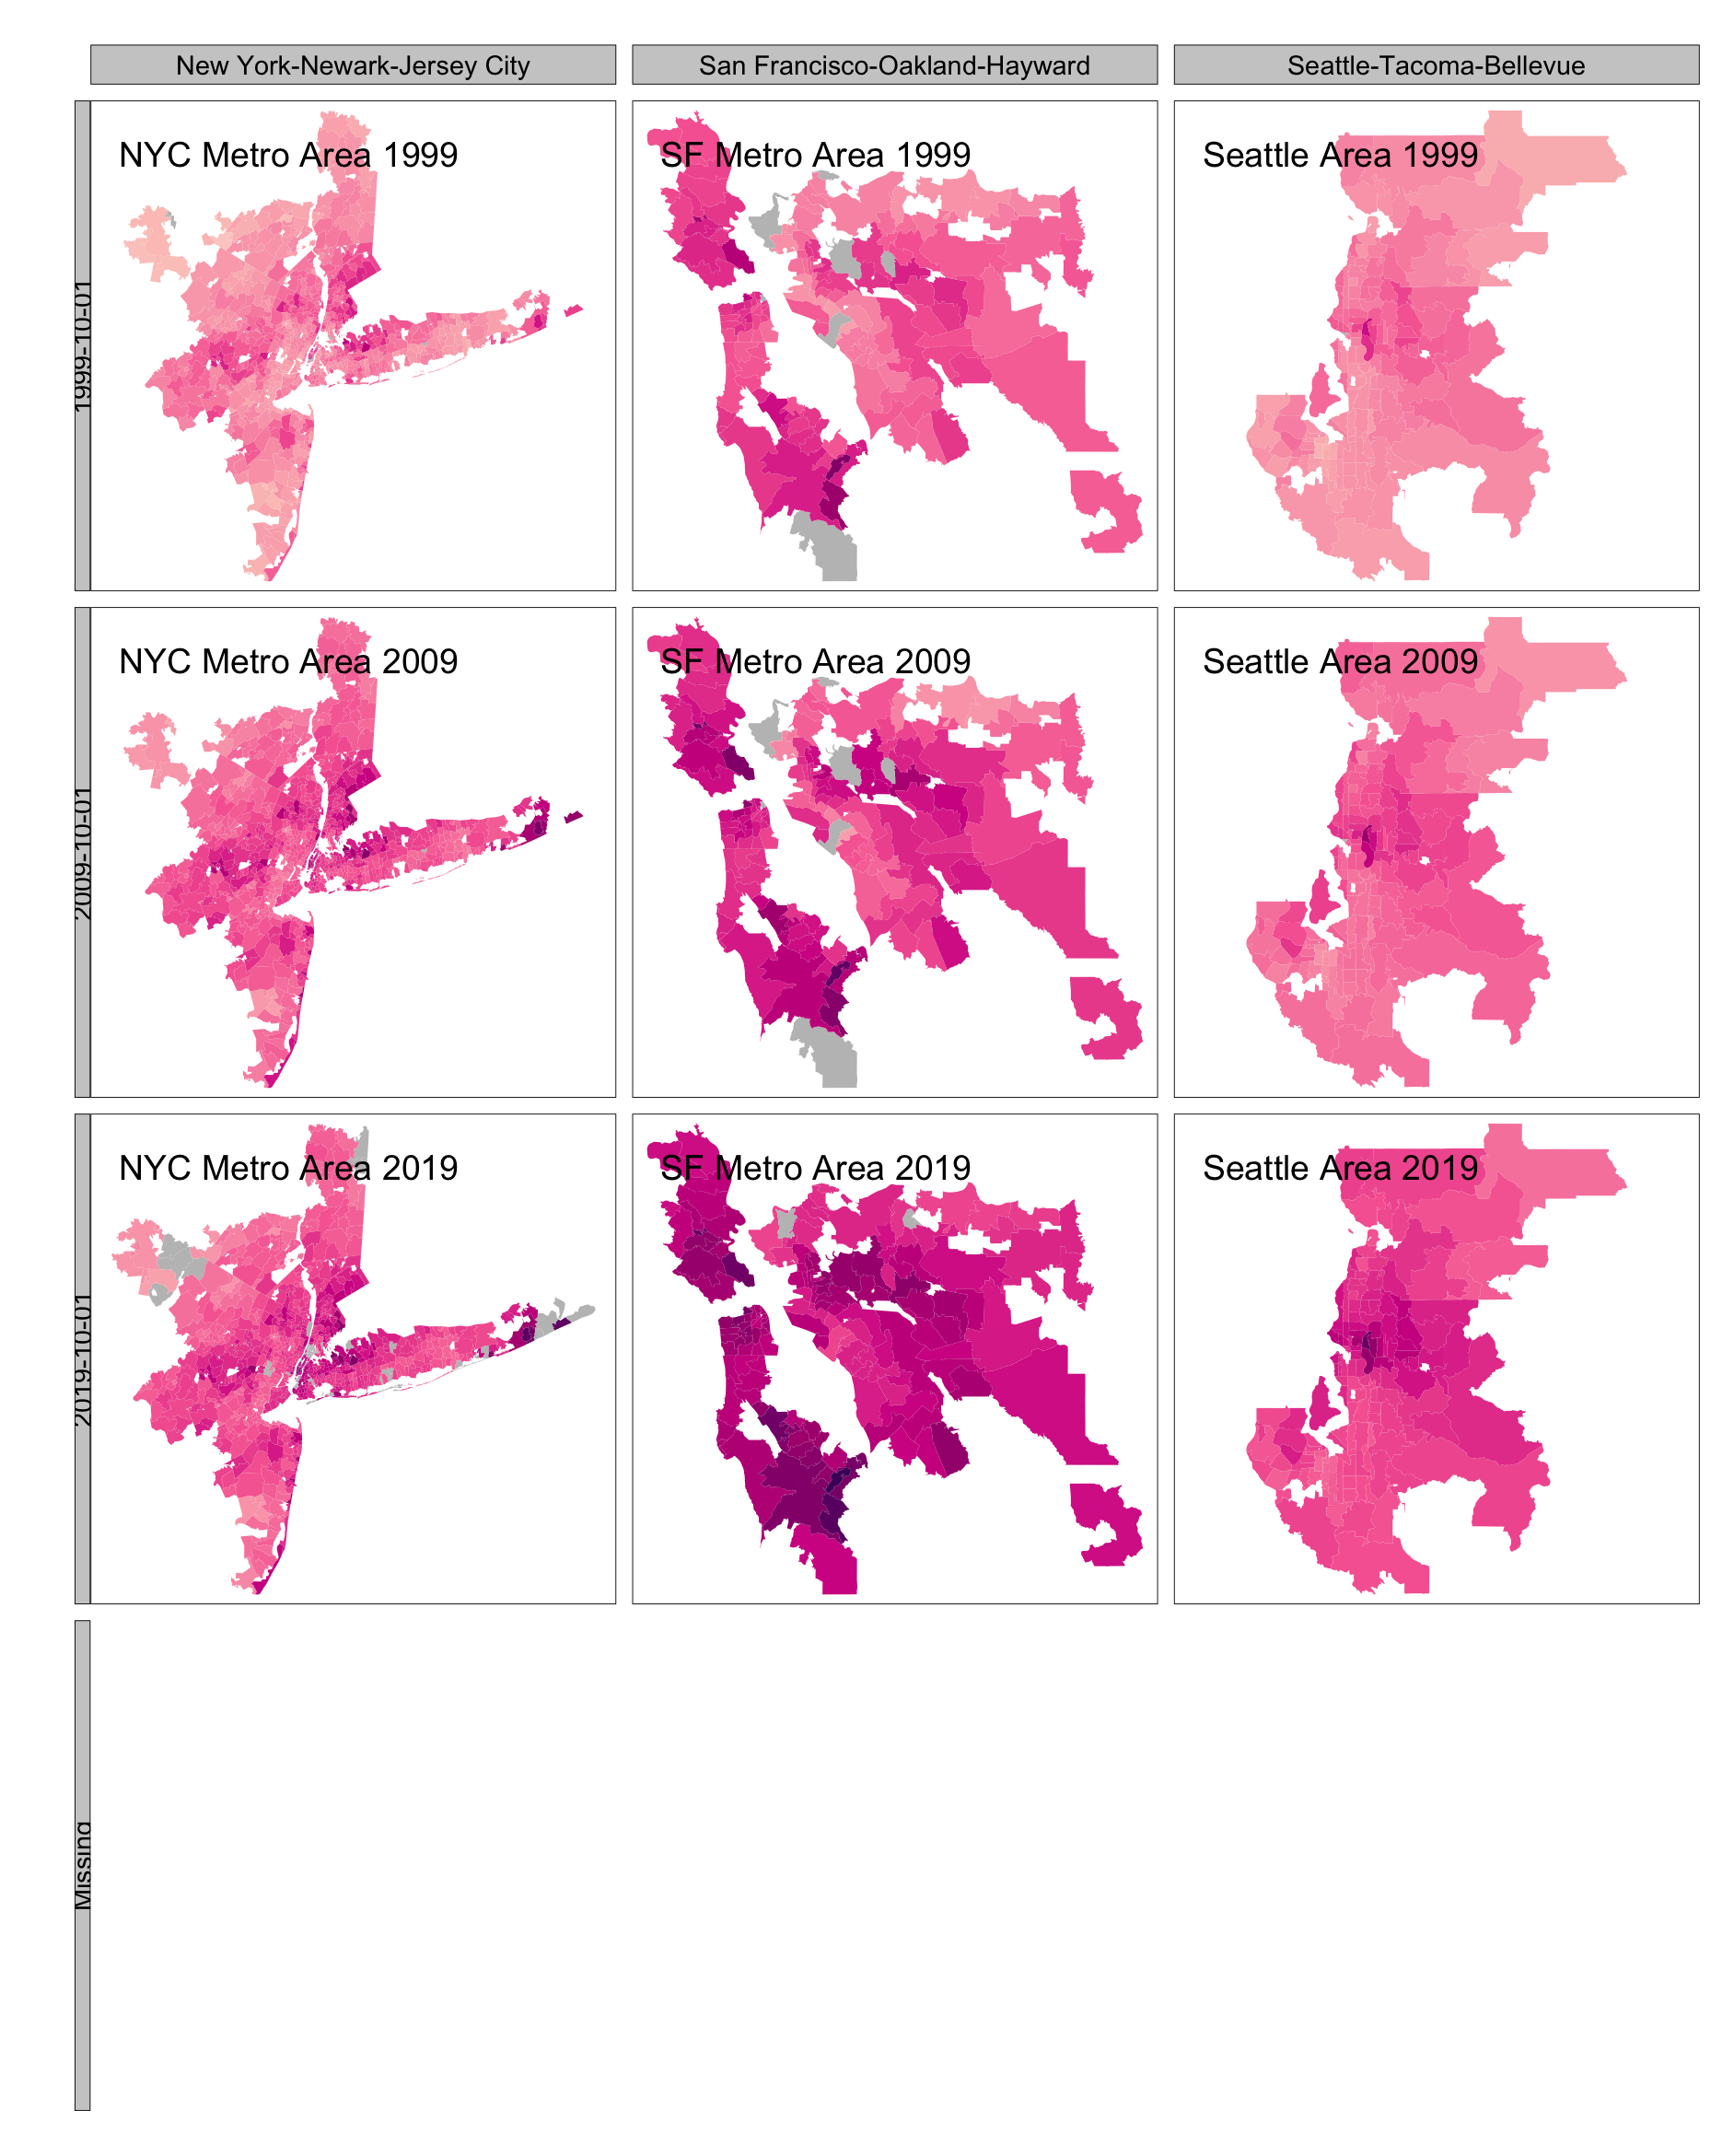 New York-Newark-Jersey City
San Francisco-Oakland-Hayward
Seattle-Tacoma-Bellevue
1999-10-01
NYC Metro Area 1999
SF Metro Area 1999
Seattle Area 1999
2009-10-01
NYC Metro Area 2009
SF Metro Area 2009
Seattle Area 2009
2019-10-01
NYC Metro Area 2019
SF Metro Area 2019
Seattle Area 2019
Missing